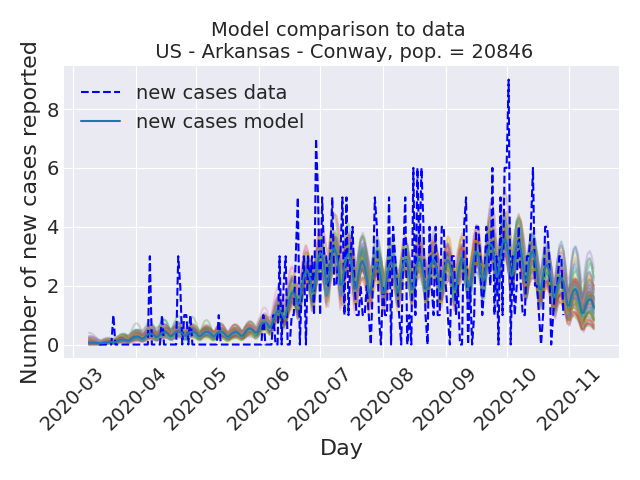 Model comparison to data
US - Arkansas - Conway, pop. = 20846
new cases data
new cases model
Number of new cases reported
8
6
4
2
0
2020-03
2020-04
2020-05
2020-06
2020-07
2020-08
2020-09
2020-10
2020-11
Day